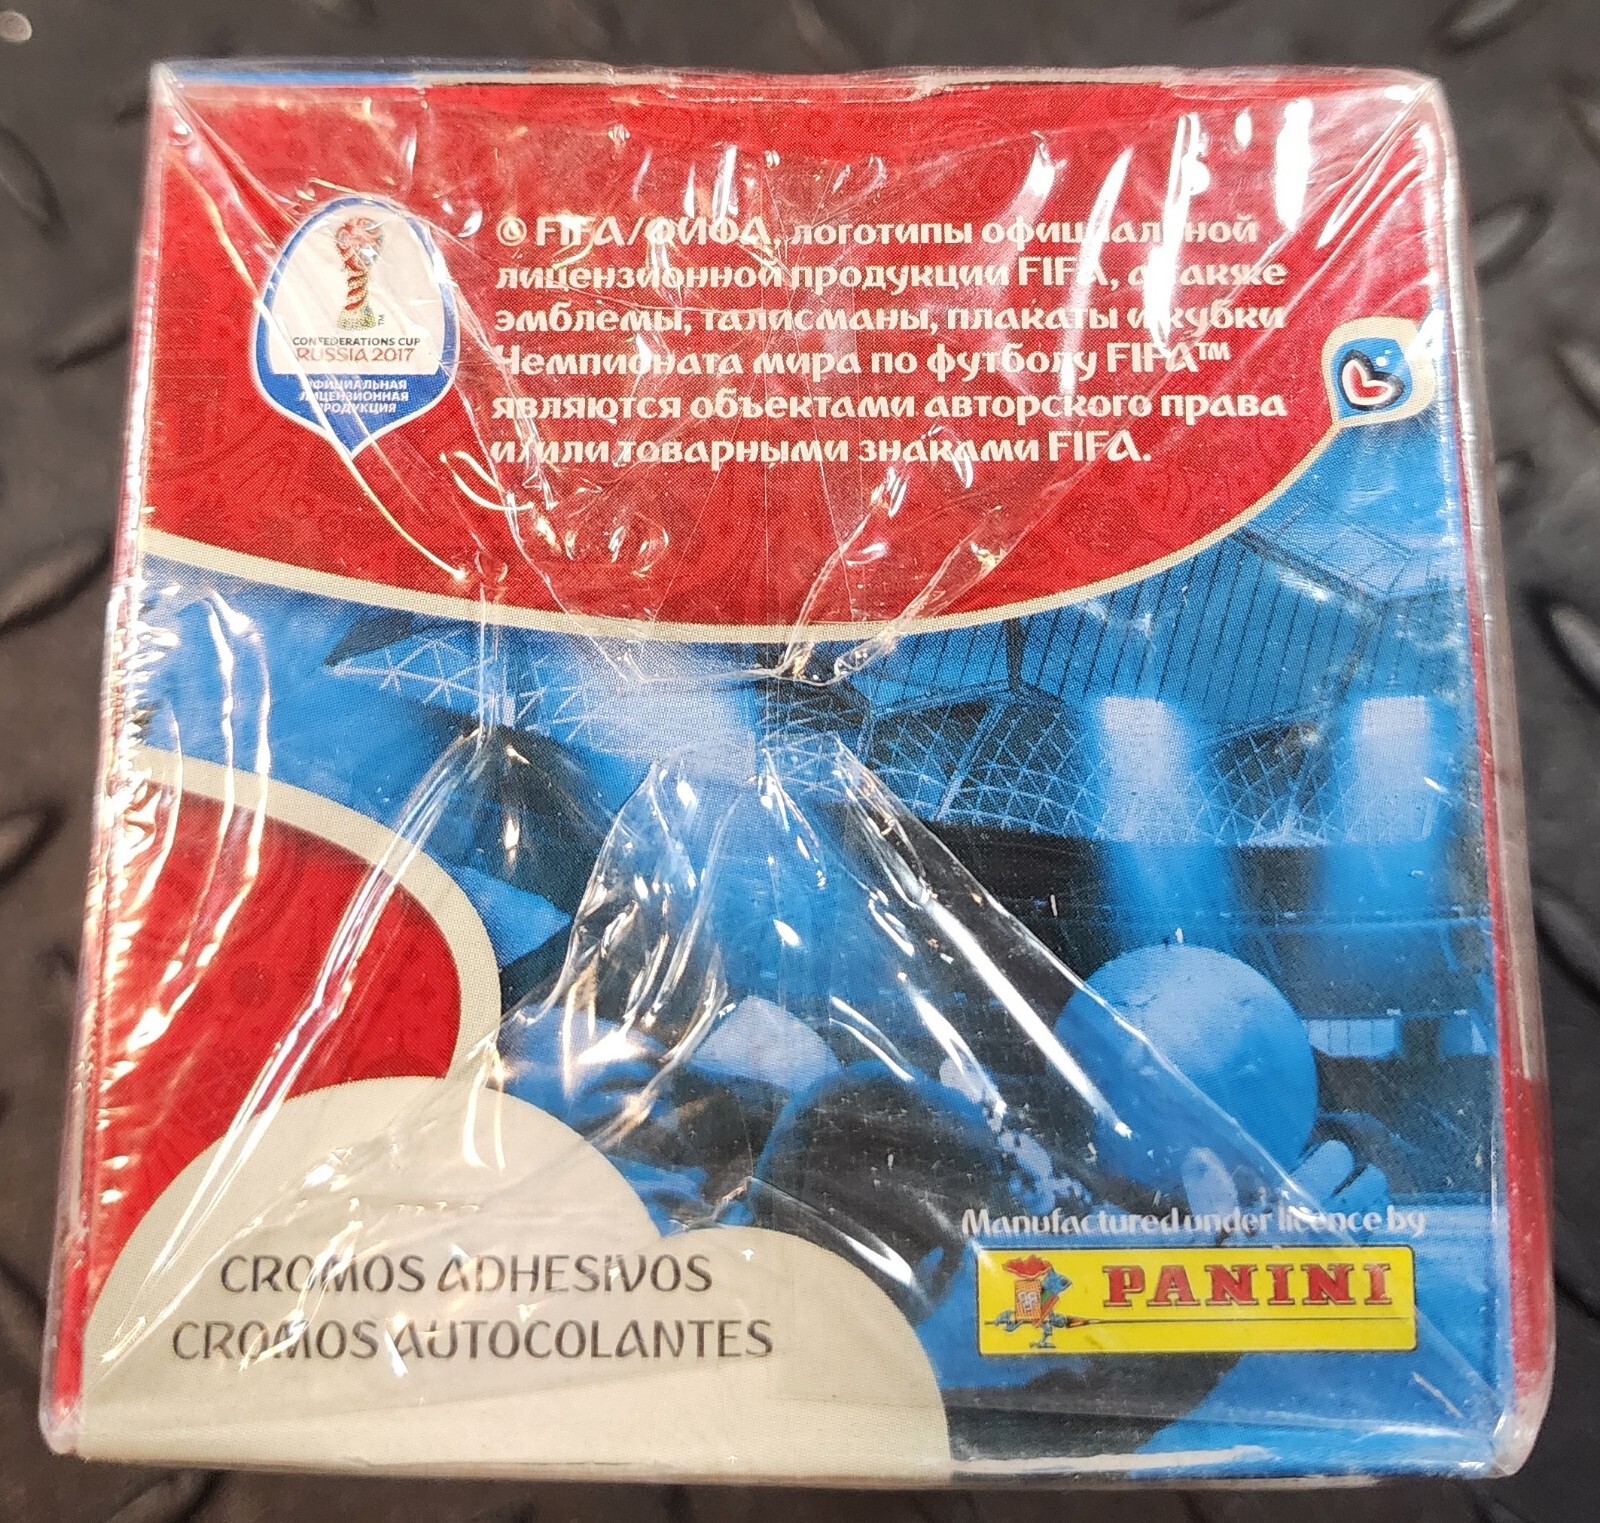 CONFEDERATIONS CUP
RUSSIA 2017
ОФИЦИАЛЬНАЯ
ЛИЦЕНЗИОННАЯ
ПРОДУКЦИЯ
© FIFA/ФИФА, логотипы официальной
лицензионной продукции FIFA, а также
эмблемы, талисманы, плакаты и кубки
Чемпионата мира по футболу FIFA™
являются объектами авторского права
и/или товарными знаками FIFA.
CROMOS ADHESIVOS
CROMOS AUTOCOLANTES
Manufactured under licence by
PANINI